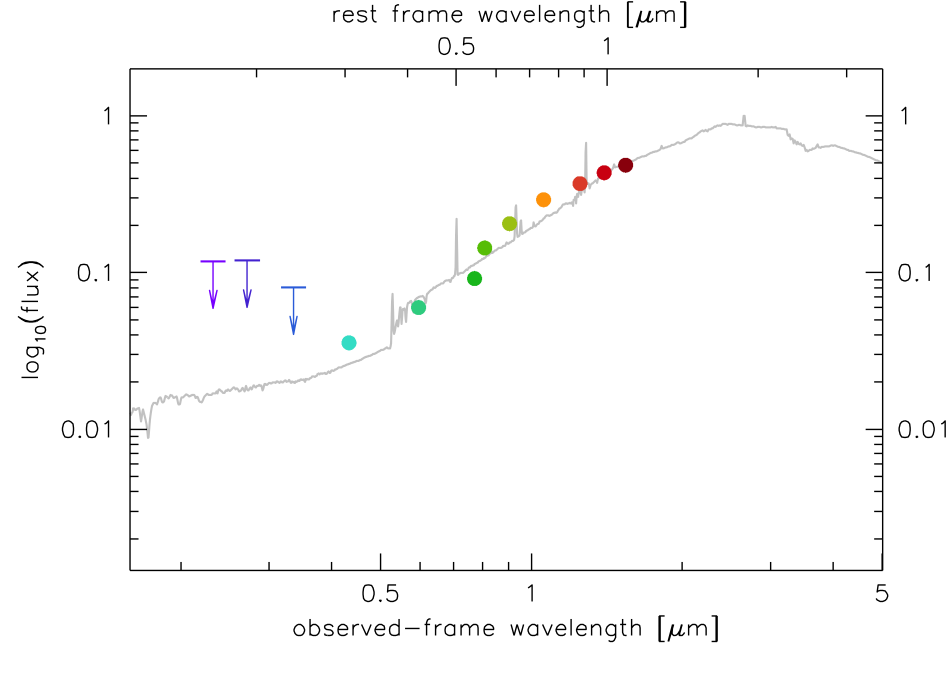 rest frame wavelength [μm]
0.5 1
1 1
0.1 0.1
0.01 0.01
log10(flux)
0.5 1 5
observed-frame wavelength [μm]